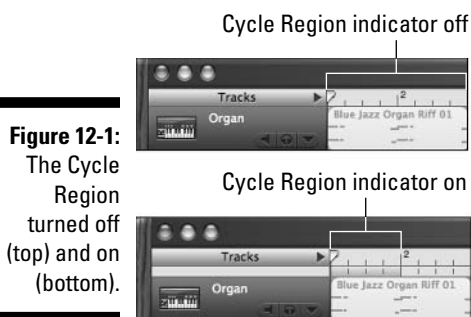 Cycle Region indicator off
Tracks
2
Organ
Blue Jazz Organ Riff 01
Figure 12-1:
The Cycle
Region
turned off
(top) and on
(bottom).
Cycle Region indicator on
Tracks
2
Organ
Blue Jazz Organ Riff 01